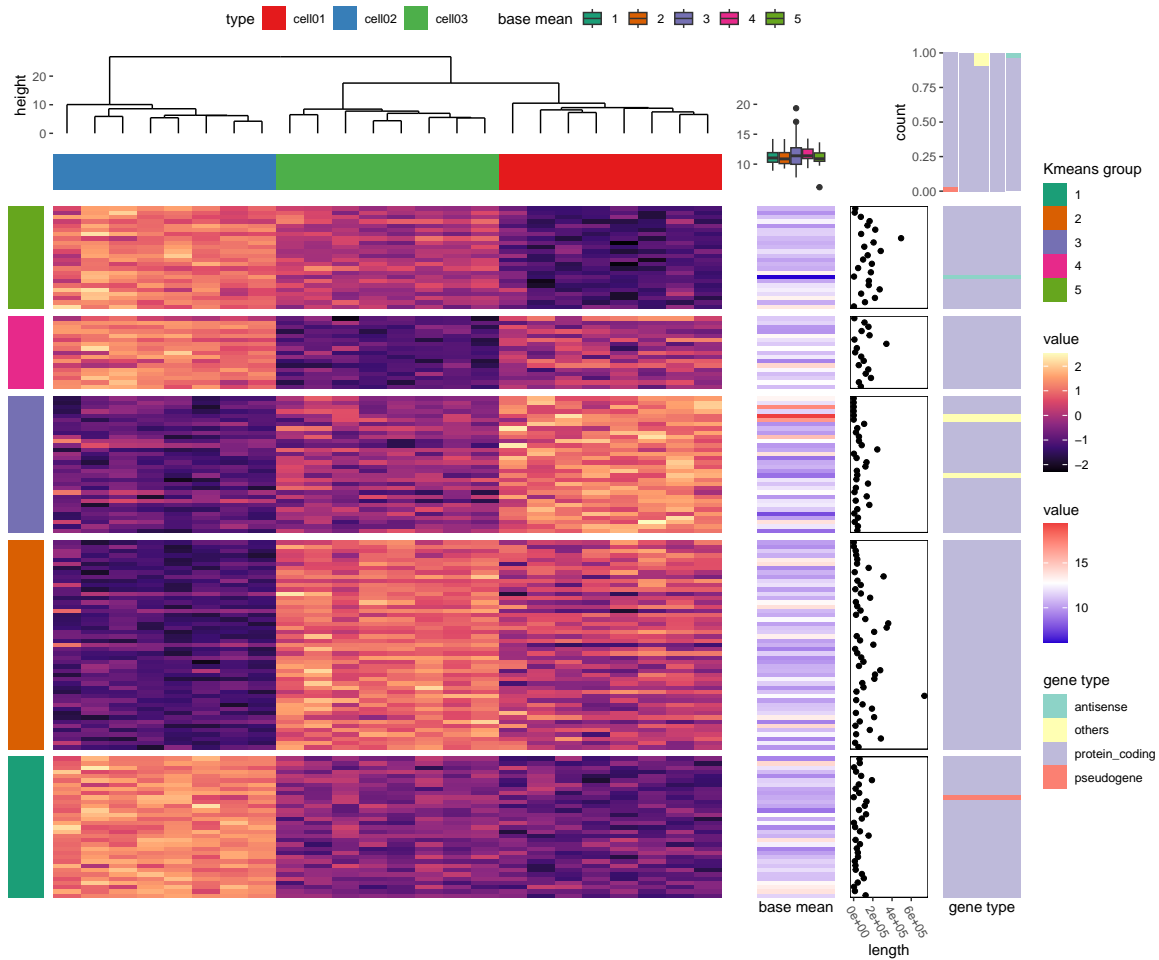 type cell01 cell02 cell03 base mean 1 2 3 4 5
height
20
10
0
20
15
10
count
1.00
0.75
0.50
0.25
0.00
Kmeans group
1
2
3
4
5
value
2
1
0
−1
−2
value
15
10
gene type
antisense
others
protein_coding
pseudogene
base mean
0e+00
2e+05
4e+05
6e+05
length
gene type